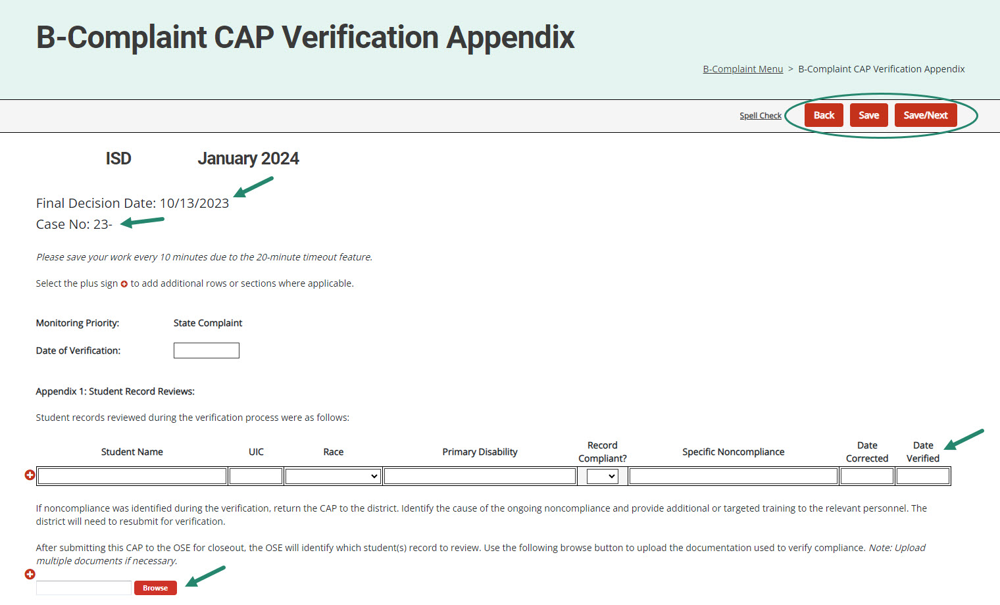 B-Complaint CAP Verification Appendix
B-Complaint Menu > B-Complaint CAP Verification Appendix
Spell Check Back Save Save/Next
ISD January 2024
Final Decision Date: 10/13/2023
Case No: 23-
Please save your work every 10 minutes due to the 20-minute timeout feature.
Select the plus sign to add additional rows or sections where applicable.
Monitoring Priority: State Complaint
Date of Verification:
Appendix 1: Student Record Reviews:
Student records reviewed during the verification process were as follows:
Student Name UIC Race Primary Disability Record Compliant? Specific Noncompliance Date Corrected Date Verified
If noncompliance was identified during the verification, return the CAP to the district. Identify the cause of the ongoing noncompliance and provide additional or targeted training to the relevant personnel. The
district will need to resubmit for verification.
After submitting this CAP to the OSE for closeout, the OSE will identify which student(s) record to review. Use the following browse button to upload the documentation used to verify compliance. Note: Upload
multiple documents if necessary.
Browse